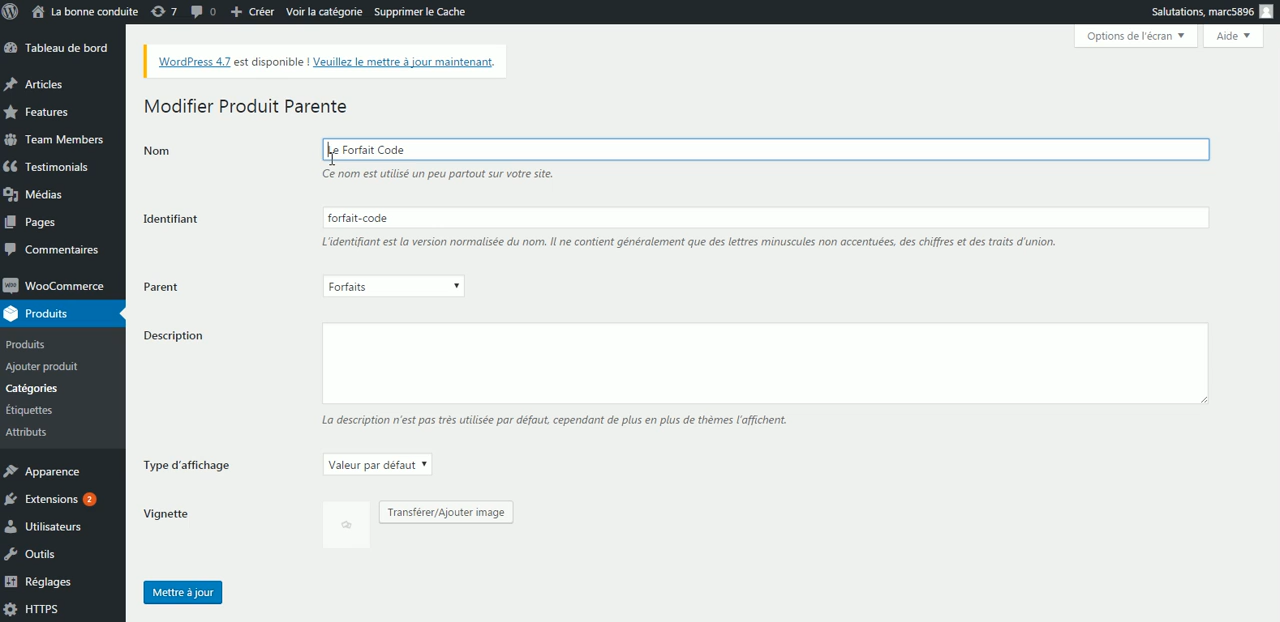 La bonne conduite 7 0 Créer Voir la catégorie Supprimer le Cache Salutations, marc5896
Options de l'écran Aide
Tableau de bord
Articles
Features
Team Members
Testimonials
Médias
Pages
Commentaires
WooCommerce
Produits
Produits
Ajouter produit
Catégories
Étiquettes
Attributs
Apparence
Extensions 2
Utilisateurs
Outils
Réglages
HTTPS
WordPress 4.7 est disponible ! Veuillez le mettre à jour maintenant.
Modifier Produit Parente
Nom
Le Forfait Code
Ce nom est utilisé un peu partout sur votre site.
Identifiant
forfait-code
L'identifiant est la version normalisée du nom. Il ne contient généralement que des lettres minuscules non accentuées, des chiffres et des traits d'union.
Parent
Forfaits
Description
La description n'est pas très utilisée par défaut, cependant de plus en plus de thèmes l'affichent.
Type d'affichage
Valeur par défaut
Vignette
Transférer/Ajouter image
Mettre à jour